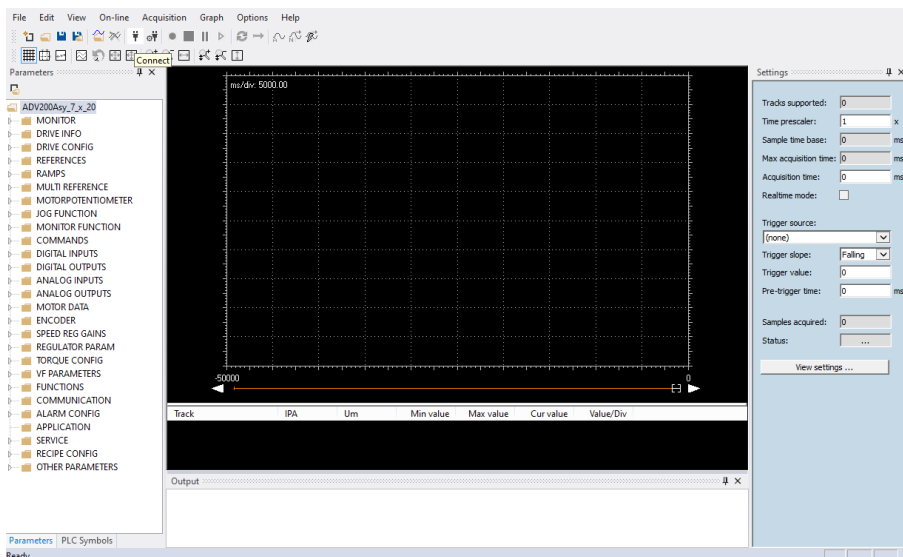 File Edit View On-line Acquisition Graph Options Help
Connect
Parameters
ADV200Asy_7_x_20
MONITOR
DRIVE INFO
DRIVE CONFIG
REFERENCES
RAMPS
MULTI REFERENCE
MOTORPOTENTIOMETER
JOG FUNCTION
MONITOR FUNCTION
COMMANDS
DIGITAL INPUTS
DIGITAL OUTPUTS
ANALOG INPUTS
ANALOG OUTPUTS
MOTOR DATA
ENCODER
SPEED REG GAINS
REGULATOR PARAM
TORQUE CONFIG
VF PARAMETERS
FUNCTIONS
COMMUNICATION
ALARM CONFIG
APPLICATION
SERVICE
RECIPE CONFIG
OTHER PARAMETERS
Parameters PLC Symbols
Ready
ms/div: 5000.00
-50000 0
Track IPA Um Min value Max value Cur value Value/Div
Output
Settings
Tracks supported: 0
Time prescaler: 1 x
Sample time base: 0 ms
Max acquisition time: 0 ms
Acquisition time: 0 ms
Realtime mode:
Trigger source:
(none)
Trigger slope: Falling
Trigger value: 0
Pre-trigger time: 0 ms
Samples acquired: 0
Status: ...
View settings ...